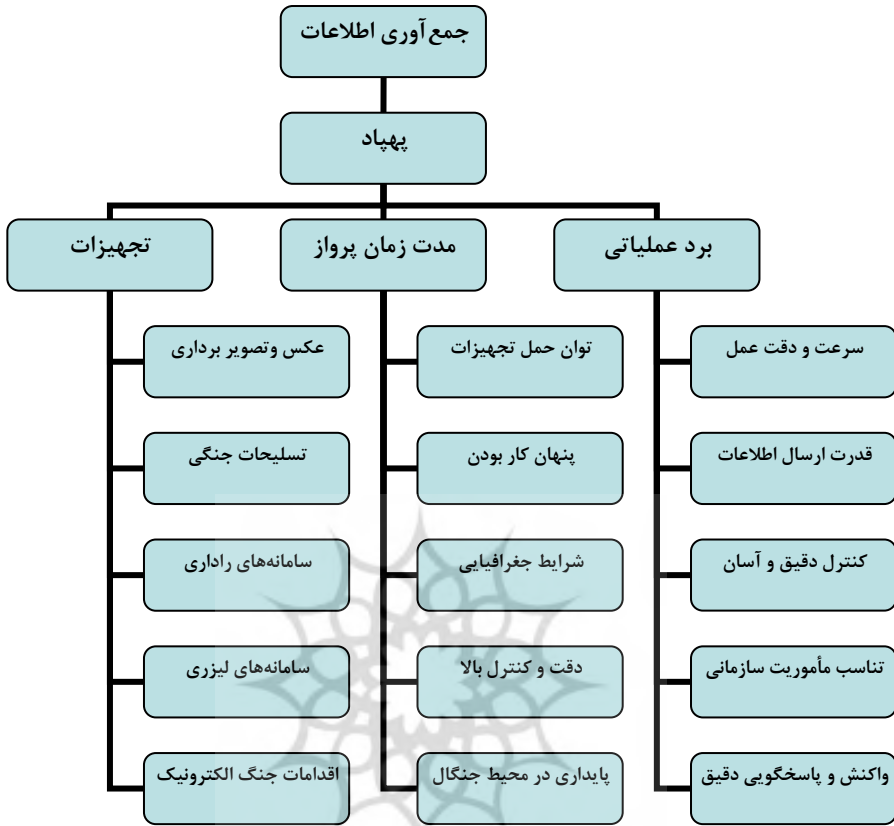 جمع‌آوری اطلاعات
پهپاد
برد عملیاتی
مدت زمان پرواز
تجهیزات
سرعت و دقت عمل
توان حمل تجهیزات
عکس وتصویر برداری
قدرت ارسال اطلاعات
پنهان کار بودن
تسلیحات جنگی
کنترل دقیق و آسان
شرایط جغرافیایی
سامانه‌های راداری
تناسب مأموریت سازمانی
دقت و کنترل بالا
سامانه‌های لیزری
واکنش و پاسخگویی دقیق
پایداری در محیط جنگال
اقدامات جنگ الکترونیک